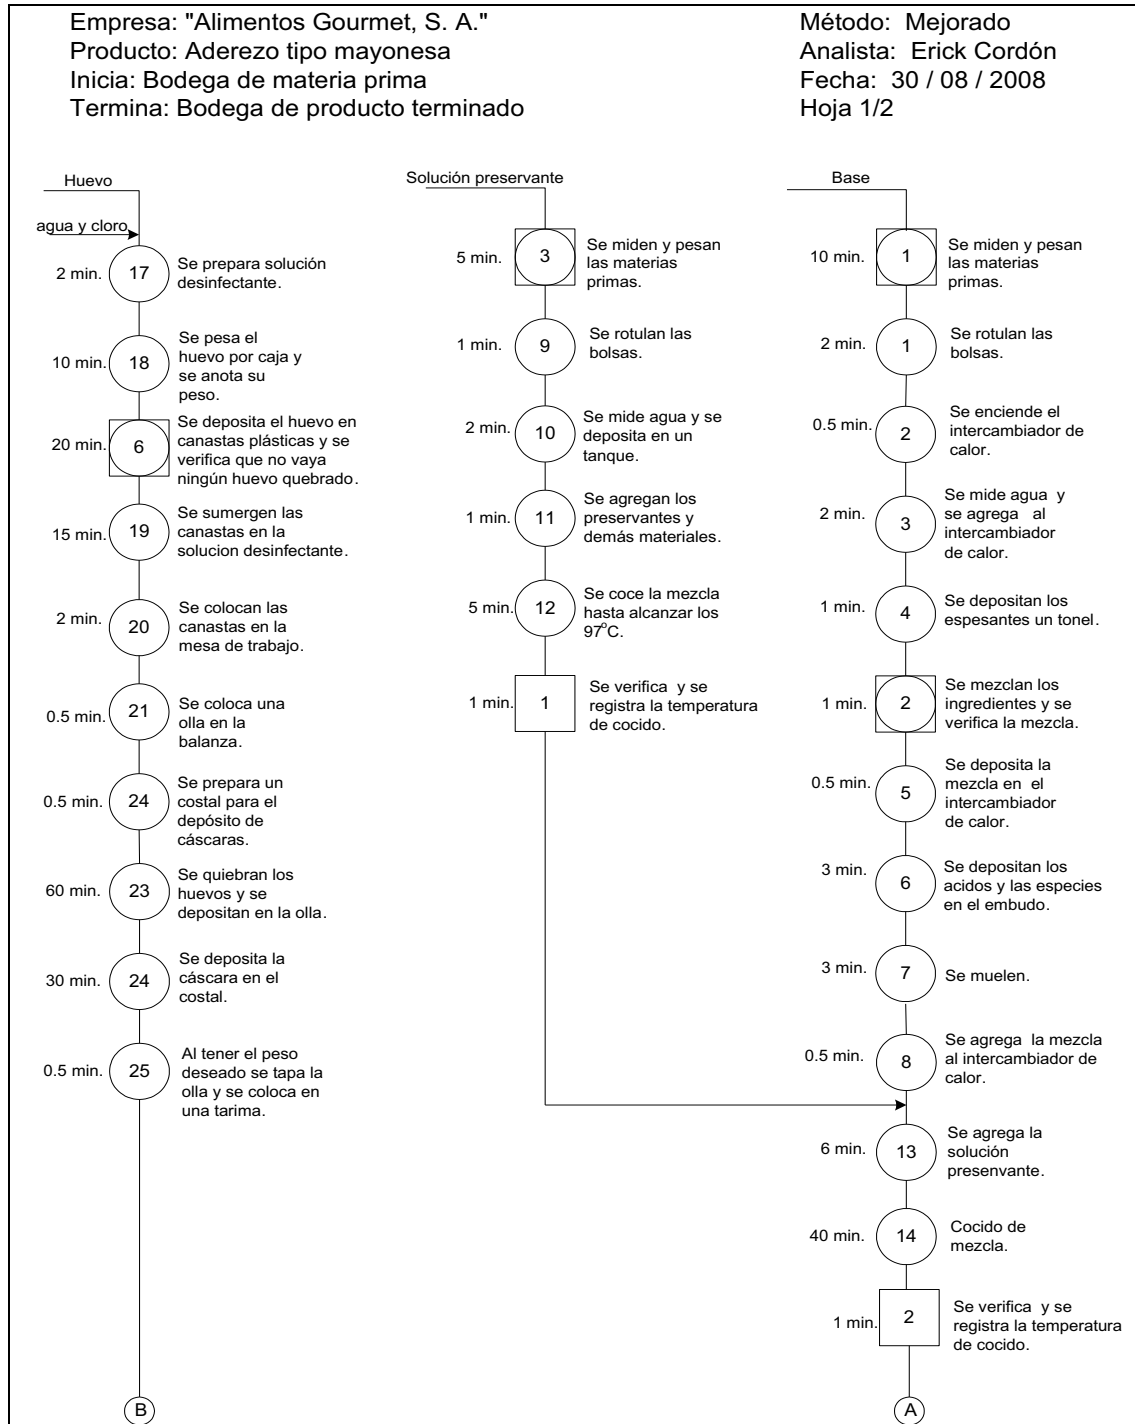 Empresa: "Alimentos Gourmet, S. A."
Producto: Aderezo tipo mayonesa
Inicia: Bodega de materia prima
Termina: Bodega de producto terminado
Método: Mejorado
Analista: Erick Cordón
Fecha: 30 / 08 / 2008
Hoja 1/2
Huevo
agua y cloro
2 min.
17
Se prepara solución
desinfectante.
10 min.
18
Se pesa el
huevo por caja y
se anota su
peso.
20 min.
6
Se deposita el huevo en
canastas plásticas y se
verifica que no vaya
ningún huevo quebrado.
15 min.
19
Se sumergen las
canastas en la
solucion desinfectante.
2 min.
20
Se colocan las
canastas en la
mesa de trabajo.
0.5 min.
21
Se coloca una
olla en la
balanza.
0.5 min.
24
Se prepara un
costal para el
depósito de
cáscaras.
60 min.
23
Se quiebran los
huevos y se
depositan en la olla.
30 min.
24
Se deposita la
cáscara en el
costal.
0.5 min.
25
Al tener el peso
deseado se tapa la
olla y se coloca en
una tarima.
B
Solución preservante
5 min.
3
Se miden y pesan
las materias
primas.
1 min.
9
Se rotulan las
bolsas.
2 min.
10
Se mide agua y se
deposita en un
tanque.
1 min.
11
Se agregan los
preservantes y
demás materiales.
5 min.
12
Se coce la mezcla
hasta alcanzar los
97°C.
1 min.
1
Se verifica y se
registra la temperatura
de cocido.
Base
10 min.
1
Se miden y pesan
las materias
primas.
2 min.
1
Se rotulan las
bolsas.
0.5 min.
2
Se enciende el
intercambiador de
calor.
2 min.
3
Se mide agua y
se agrega al
intercambiador
de calor.
1 min.
4
Se depositan los
espesantes un tonel.
1 min.
2
Se mezclan los
ingredientes y se
verifica la mezcla.
0.5 min.
5
Se deposita la
mezcla en el
intercambiador
de calor.
3 min.
6
Se depositan los
acidos y las especies
en el embudo.
3 min.
7
Se muelen.
0.5 min.
8
Se agrega la mezcla
al intercambiador de
calor.
6 min.
13
Se agrega la
solución
presenvante.
40 min.
14
Cocido de
mezcla.
1 min.
2
Se verifica y se
registra la temperatura
de cocido.
A